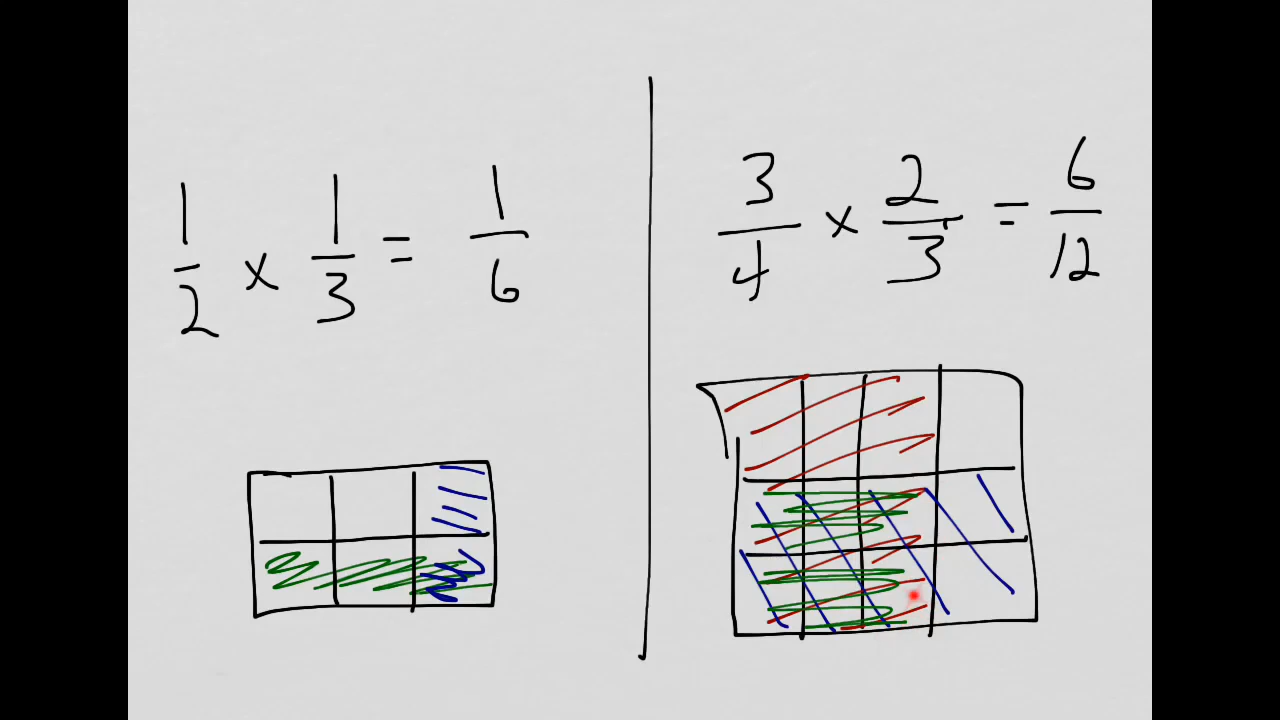 1/2 x 1/3 = 1/6
3/4 x 2/3 = 6/12